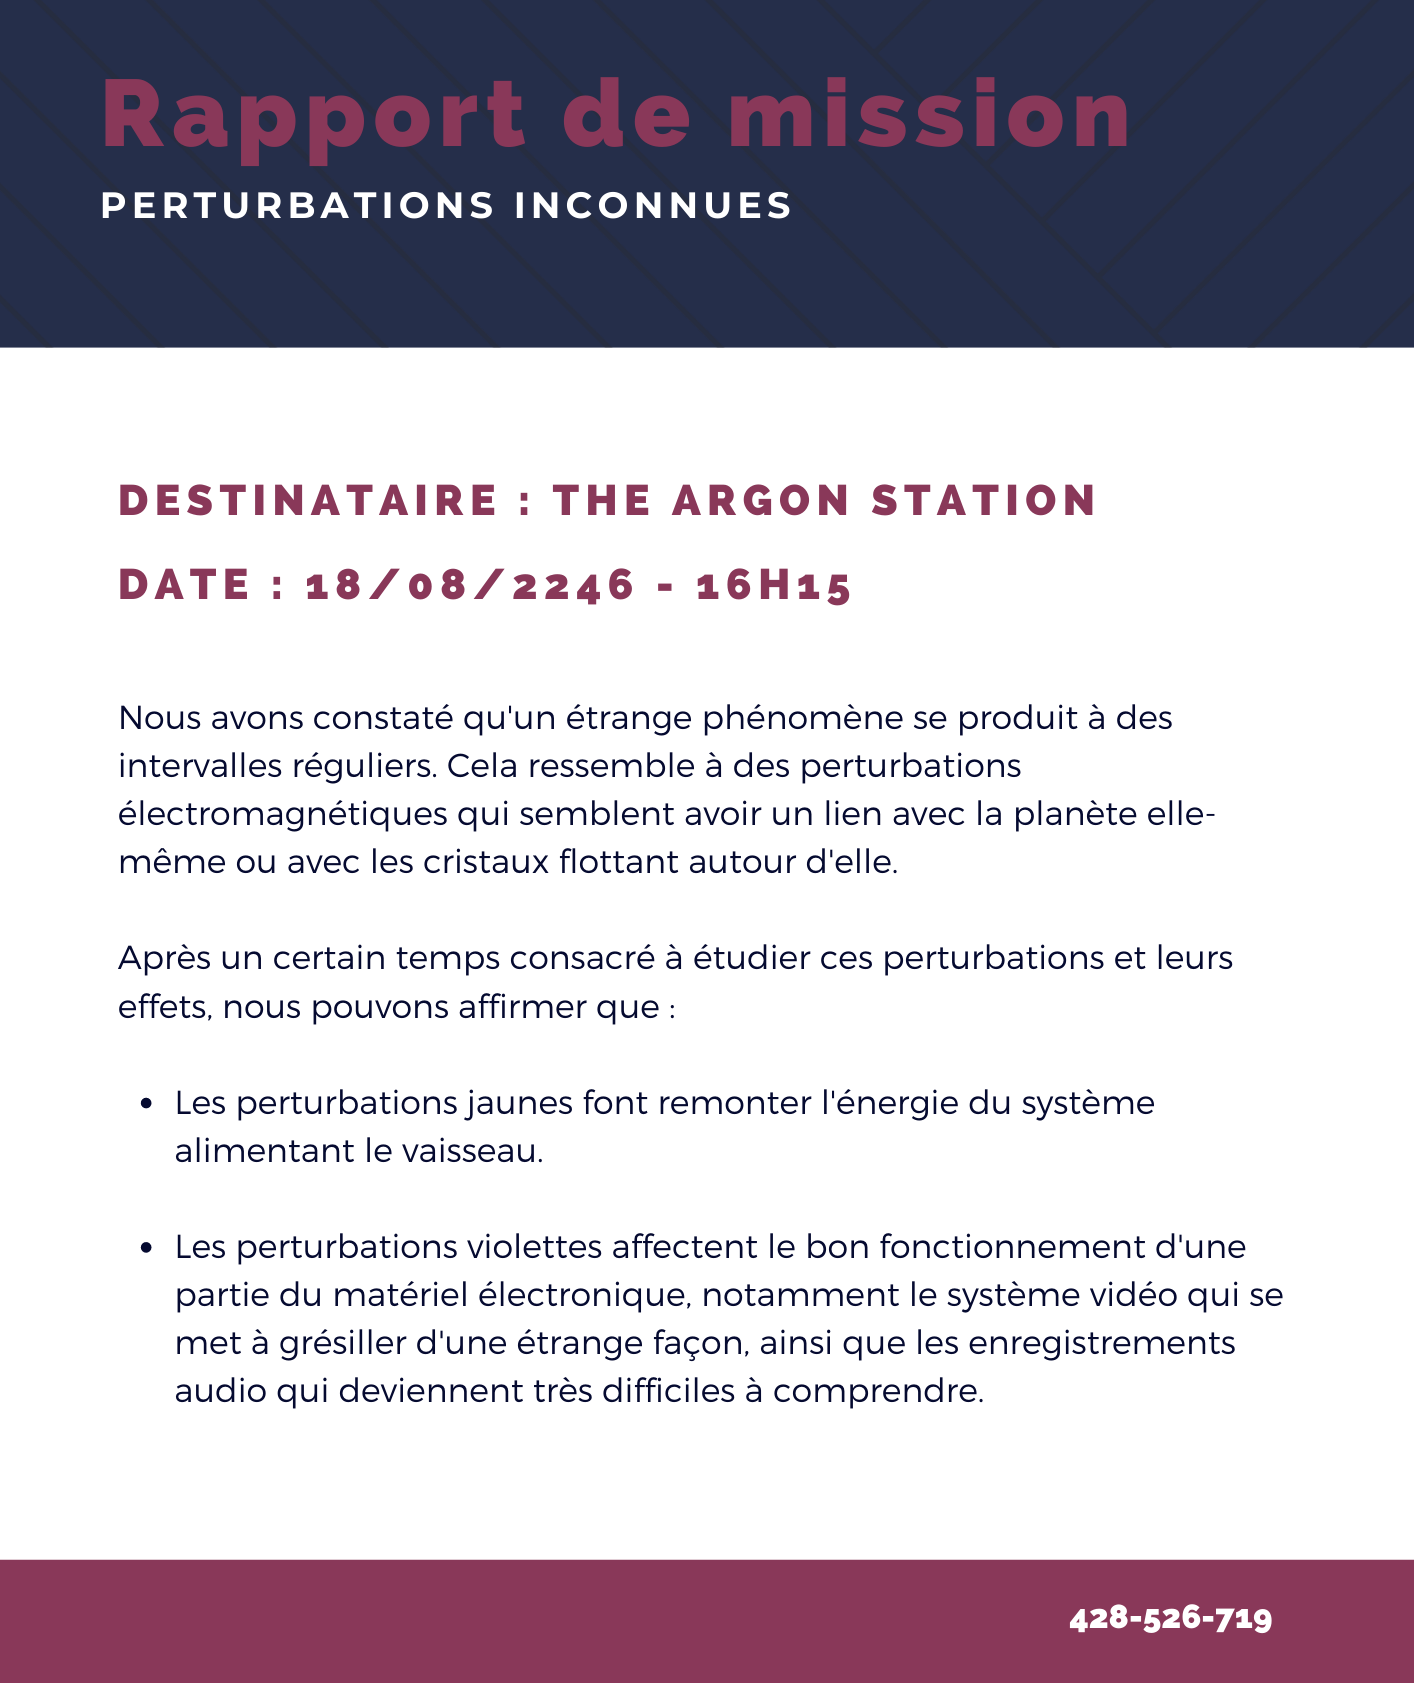 Rapport de mission
PERTURBATIONS INCONNUES
DESTINATAIRE : THE ARGON STATION
DATE : 18/08/2246 - 16H15
Nous avons constaté qu'un étrange phénomène se produit à des
intervalles réguliers. Cela ressemble à des perturbations
électromagnétiques qui semblent avoir un lien avec la planète elle-
même ou avec les cristaux flottant autour d'elle.
Après un certain temps consacré à étudier ces perturbations et leurs
effets, nous pouvons affirmer que :
• Les perturbations jaunes font remonter l'énergie du système
alimentant le vaisseau.
• Les perturbations violettes affectent le bon fonctionnement d'une
partie du matériel électronique, notamment le système vidéo qui se
met à grésiller d'une étrange façon, ainsi que les enregistrements
audio qui deviennent très difficiles à comprendre.
428-526-719